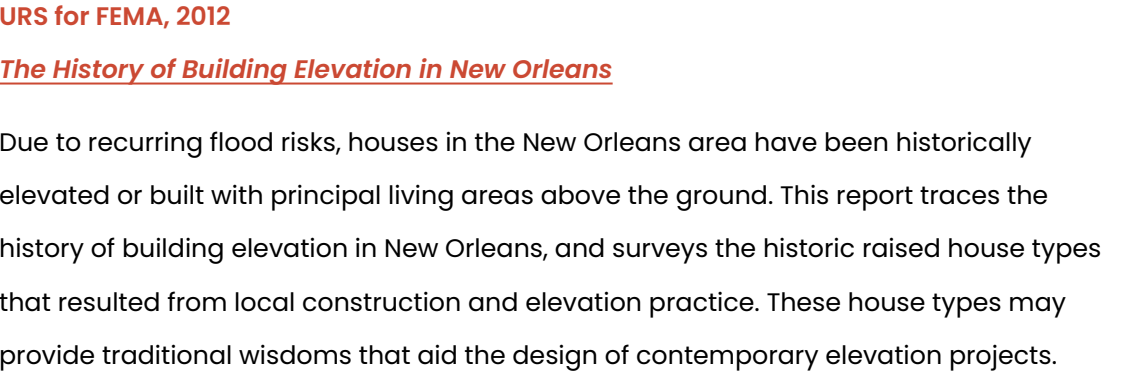 URS for FEMA, 2012
The History of Building Elevation in New Orleans
Due to recurring flood risks, houses in the New Orleans area have been historically
elevated or built with principal living areas above the ground. This report traces the
history of building elevation in New Orleans, and surveys the historic raised house types
that resulted from local construction and elevation practice. These house types may
provide traditional wisdoms that aid the design of contemporary elevation projects.